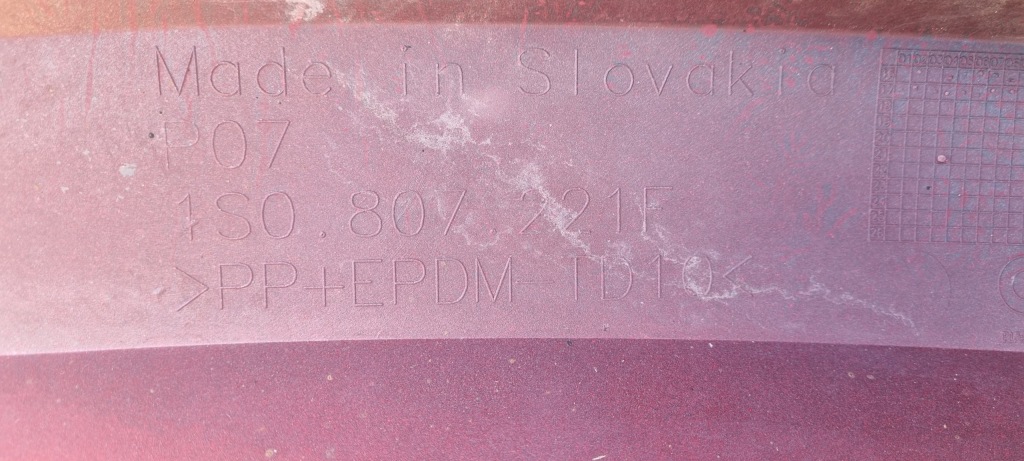 Made in Slovakia
P07
1S0.807.221F
>PP+EPDM-TD10<